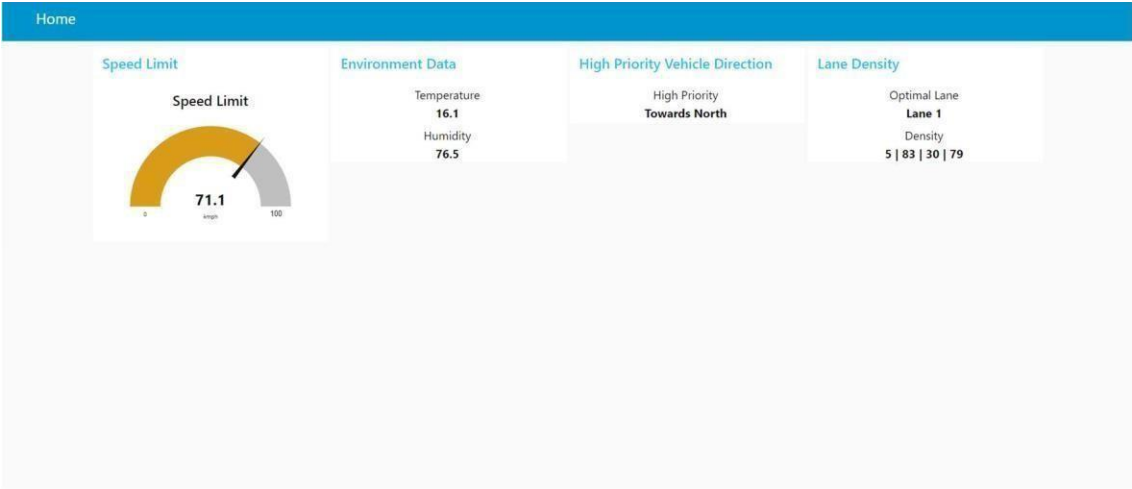 Home
Speed Limit
Speed Limit
71.1
kmph
0
100
Environment Data
Temperature
16.1
Humidity
76.5
High Priority Vehicle Direction
High Priority
Towards North
Lane Density
Optimal Lane
Lane 1
Density
5 | 83 | 30 | 79